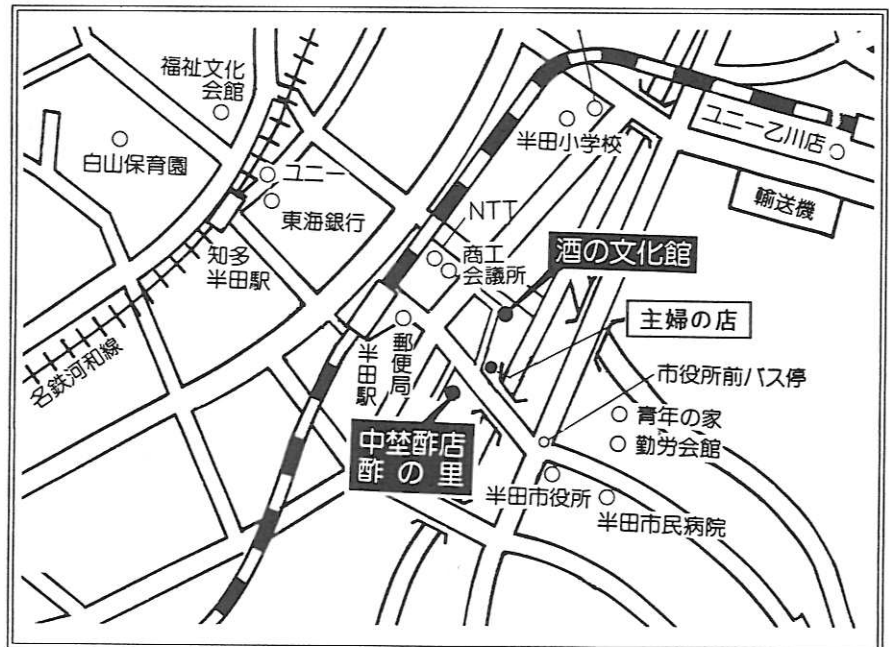 福祉文化
会館
白山保育園
ユニー
東海銀行
知多
半田駅
名鉄河和線
半田小学校
ユニー乙川店
輸送機
NTT
商工
会議所
酒の文化館
主婦の店
半田駅
郵便局
市役所前バス停
中埜酢店
酢の里
青年の家
勤労会館
半田市役所
半田市民病院